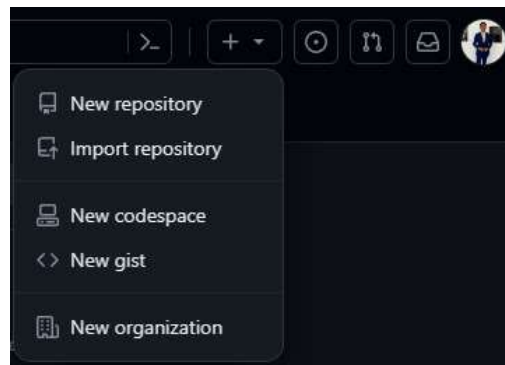 New repository
Import repository
New codespace
New gist
New organization